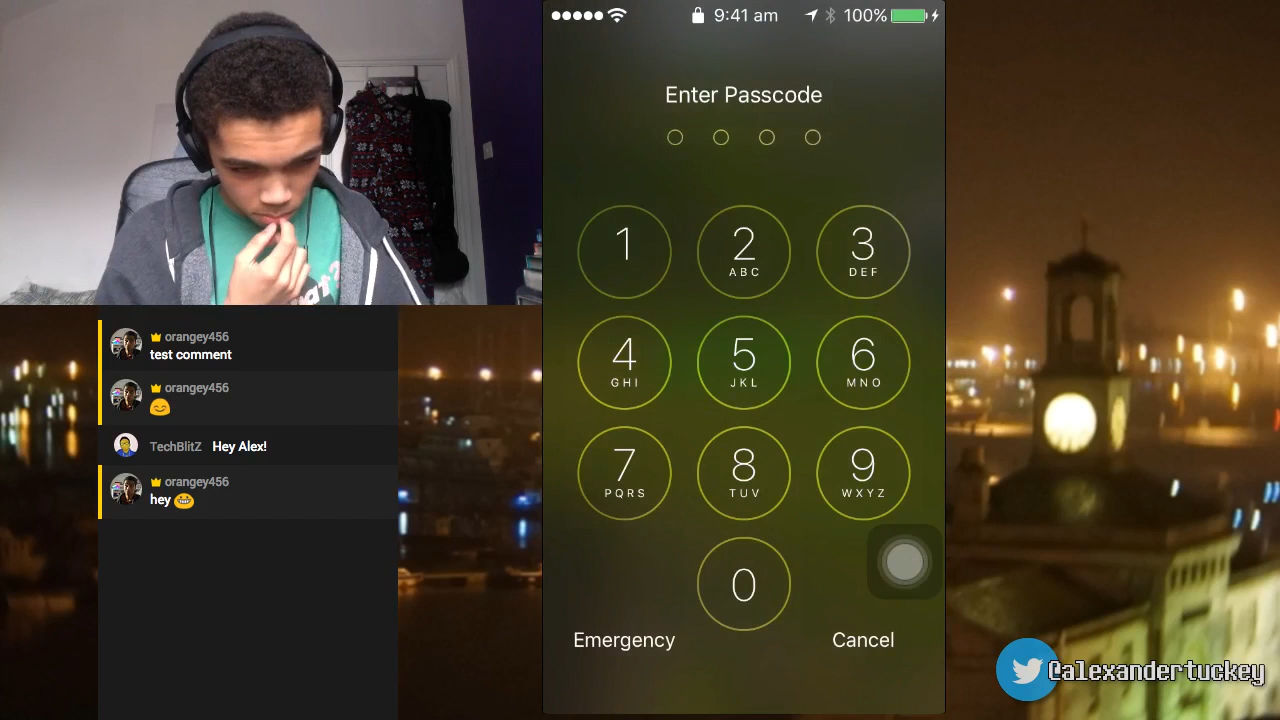 9:41 am
100%
Enter Passcode
1
2
ABC
3
DEF
4
GHI
5
JKL
6
MNO
7
PQRS
8
TUV
9
WXYZ
0
Emergency
Cancel
orangey456
test comment
orangey456
TechBlitZ Hey Alex!
orangey456
hey
@alexandertuckey